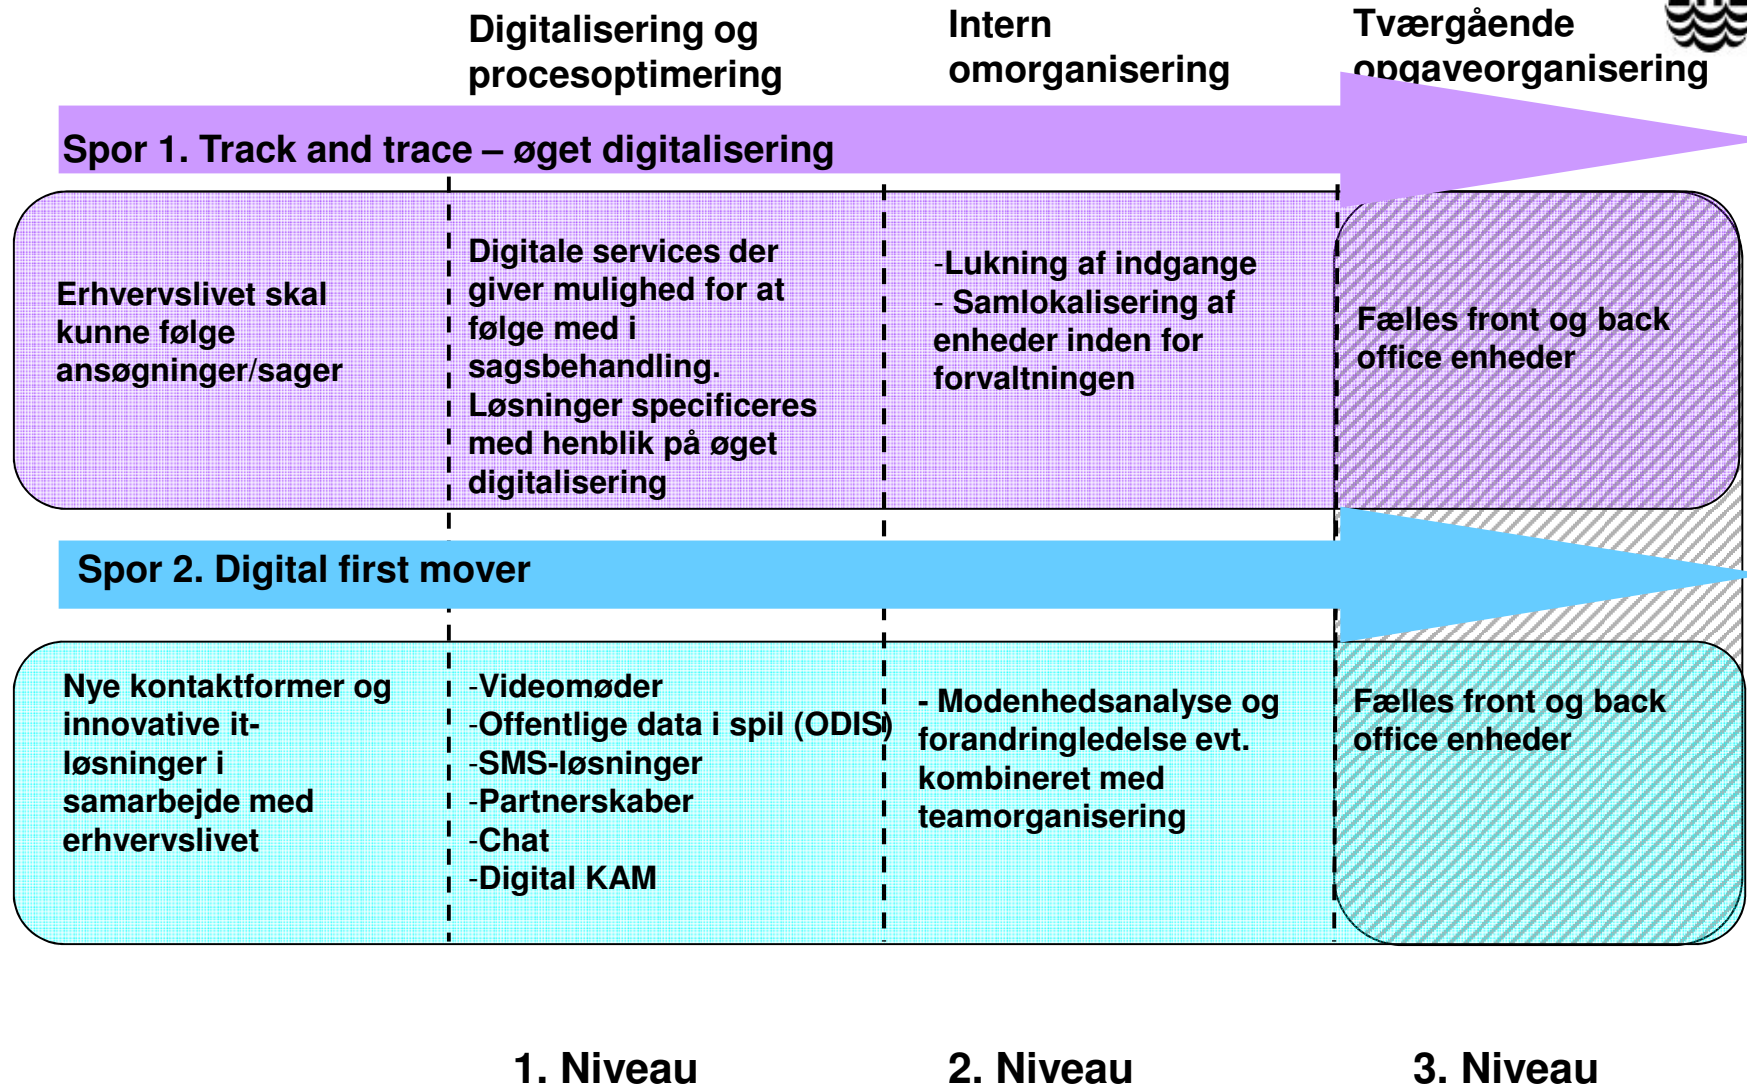 Digitalisering og
procesoptimering
Intern
omorganisering
Tværgående
opgaveorganisering
Spor 1. Track and trace – øget digitalisering
Erhvervslivet skal
kunne følge
ansøgninger/sager
Digitale services der
giver mulighed for at
følge med i
sagsbehandling.
Løsninger specificeres
med henblik på øget
digitalisering
-Lukning af indgange
- Samlokalisering af
enheder inden for
forvaltningen
Fælles front og back
office enheder
Spor 2. Digital first mover
Nye kontaktformer og
innovative it-
løsninger i
samarbejde med
erhvervslivet
-Videomøder
-Offentlige data i spil (ODIS)
-SMS-løsninger
-Partnerskaber
-Chat
-Digital KAM
- Modenhedsanalyse og
forandringledelse evt.
kombineret med
teamorganisering
Fælles front og back
office enheder
1. Niveau
2. Niveau
3. Niveau